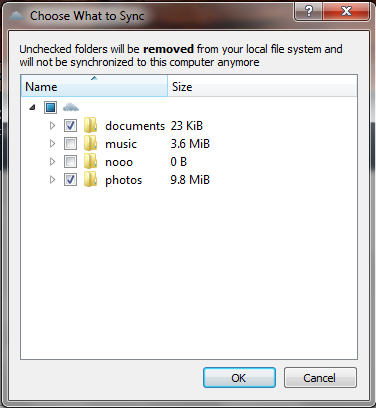 Choose What to Sync
Unchecked folders will be removed from your local file system and
will not be synchronized to this computer anymore
Name Size
documents 23 KiB
music 3.6 MiB
nooo 0 B
photos 9.8 MiB
OK Cancel